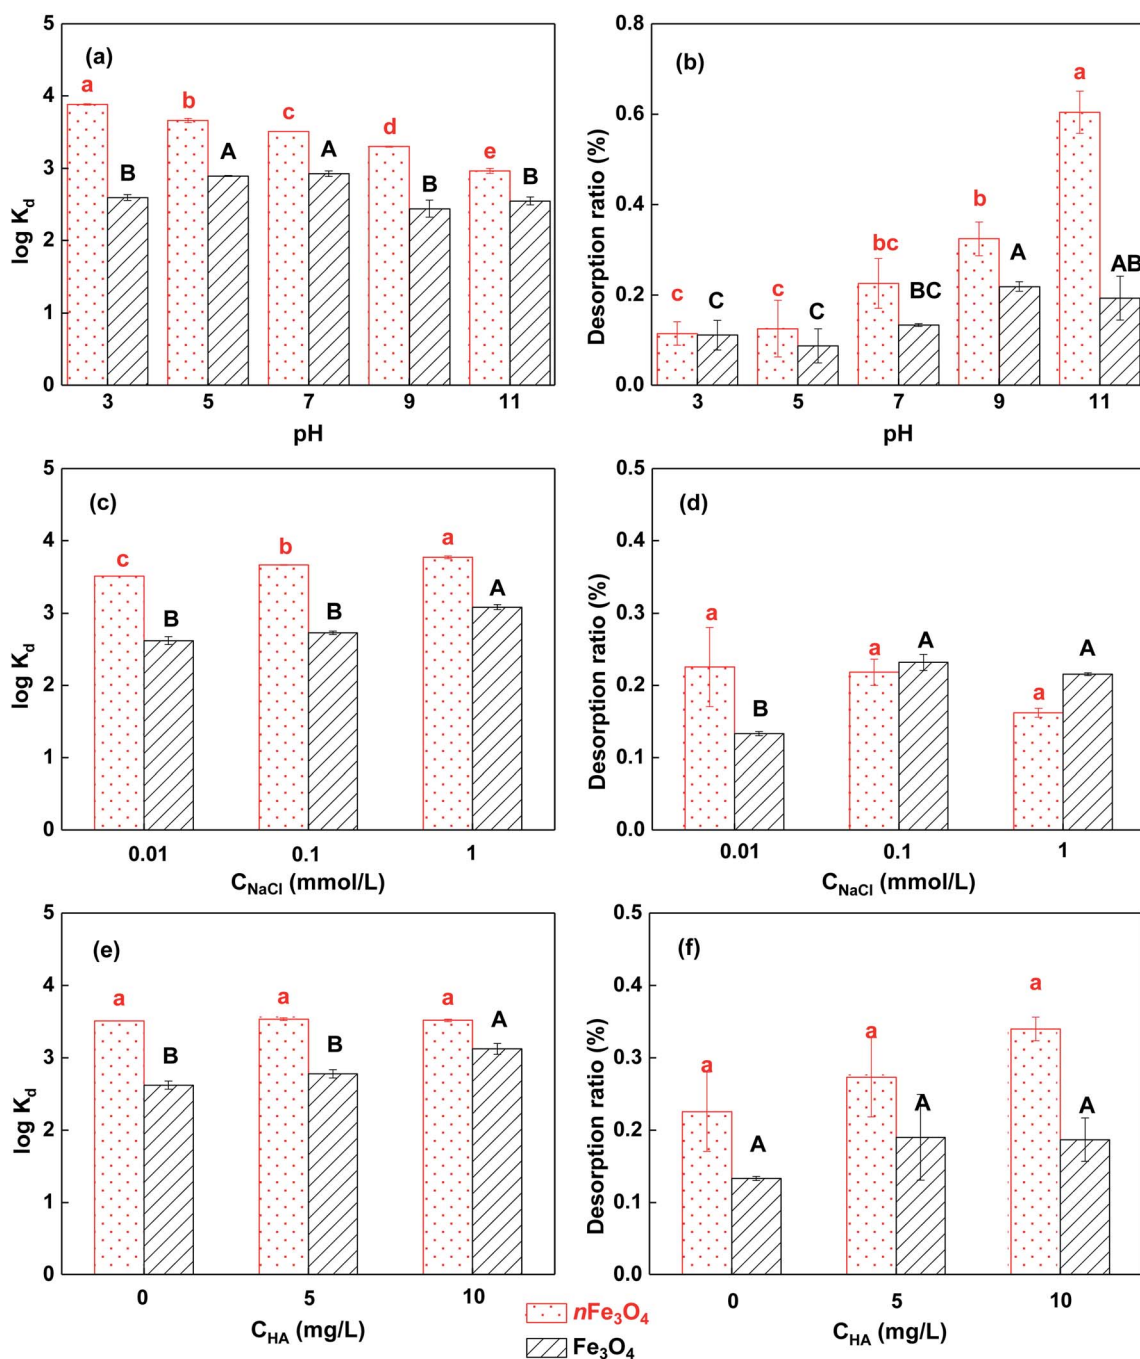 (a)
a
b
c
d
e
B
A
A
B
B
5
4
3
2
1
0
log K_d
3 5 7 9 11
pH
(b)
c
c
bc
b
a
C
C
BC
A
AB
0.8
0.6
0.4
0.2
0.0
Desorption ratio (%)
3 5 7 9 11
pH
(c)
c
b
a
B
B
A
5
4
3
2
1
0
log K_d
0.01 0.1 1
C_NaCl (mmol/L)
(d)
a
a
a
B
A
A
0.5
0.4
0.3
0.2
0.1
0.0
Desorption ratio (%)
0.01 0.1 1
C_NaCl (mmol/L)
(e)
a
a
a
B
B
A
5
4
3
2
1
0
log K_d
0 5 10
C_HA (mg/L)
(f)
a
a
a
A
A
A
0.5
0.4
0.3
0.2
0.1
0.0
Desorption ratio (%)
0 5 10
C_HA (mg/L)
nFe₃O₄
Fe₃O₄